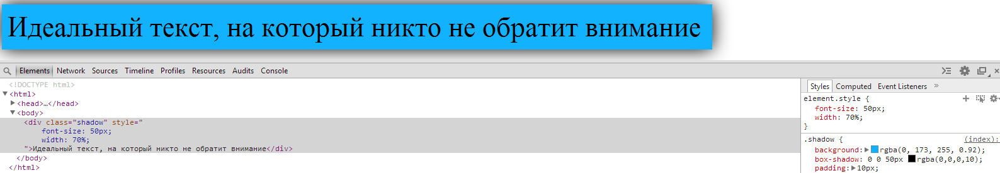 Идеальный текст, на который никто не обратит внимание
Elements Network Sources Timeline Profiles Resources Audits Console
<!DOCTYPE html>
<html>
<head>…</head>
<body>
<div class="shadow" style="
font-size: 50px;
width: 70%;
">Идеальный текст, на который никто не обратит внимание</div>
</body>
</html>
Styles Computed Event Listeners »
element.style {
font-size: 50px;
width: 70%;
}
.shadow { (index):
background: rgba(0, 173, 255, 0.92);
box-shadow: 0 0 50px rgba(0,0,0,10);
padding: 10px;